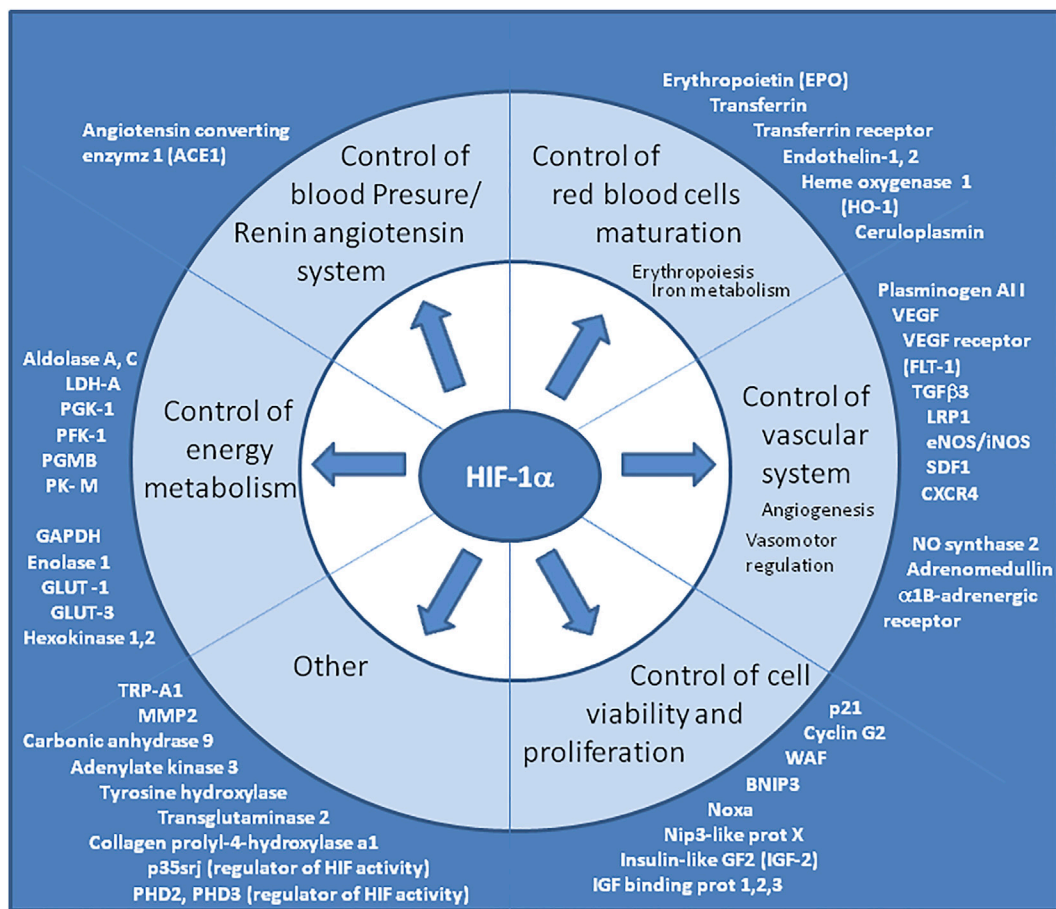 Angiotensin converting
enzymz 1 (ACE1)
Control of
blood Presure/
Renin angiotensin
system
Erythropoietin (EPO)
Transferrin
Transferrin receptor
Endothelin-1, 2
Heme oxygenase 1
(HO-1)
Ceruloplasmin
Control of
red blood cells
maturation
Erythropoiesis
Iron metabolism
Plasminogen AI I
VEGF
VEGF receptor
(FLT-1)
TGFβ3
LRP1
eNOS/iNOS
SDF1
CXCR4
NO synthase 2
Adrenomedullin
α1B-adrenergic
receptor
Control of
vascular
system
Angiogenesis
Vasomotor
regulation
HIF-1α
Aldolase A, C
LDH-A
PGK-1
PFK-1
PGMB
PK- M
GAPDH
Enolase 1
GLUT -1
GLUT-3
Hexokinase 1,2
Control of
energy
metabolism
Other
TRP-A1
MMP2
Carbonic anhydrase 9
Adenylate kinase 3
Tyrosine hydroxylase
Transglutaminase 2
Collagen prolyl-4-hydroxylase a1
p35srj (regulator of HIF activity)
PHD2, PHD3 (regulator of HIF activity)
Control of cell
viability and
proliferation
p21
Cyclin G2
WAF
BNIP3
Noxa
Nip3-like prot X
Insulin-like GF2 (IGF-2)
IGF binding prot 1,2,3